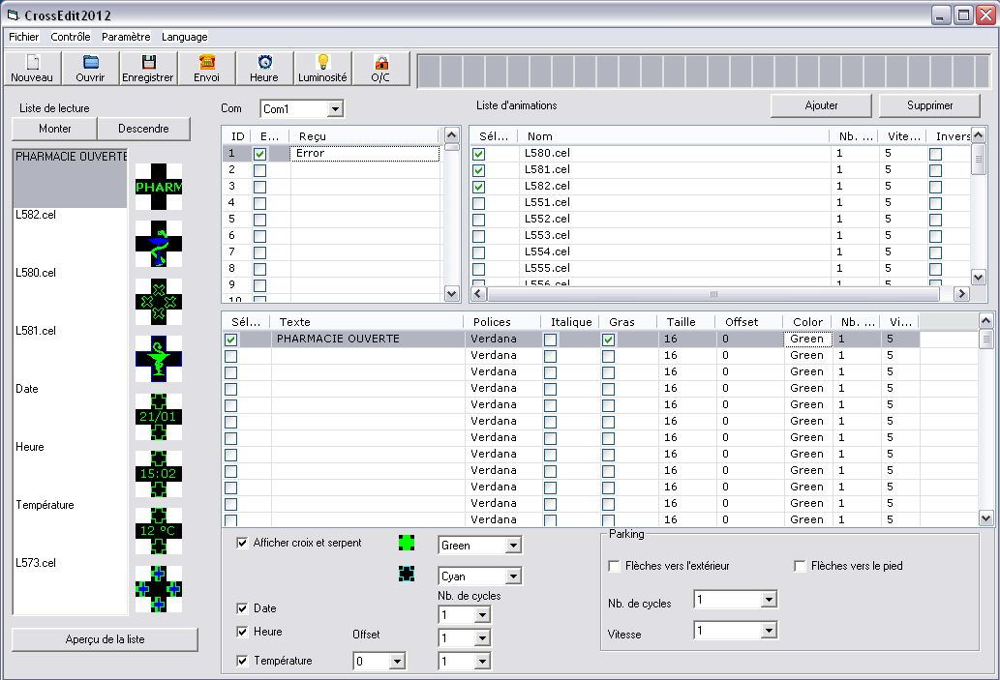 CrossEdit2012
Fichier Contrôle Paramètre Language
Nouveau Ouvrir Enregistrer Envoi Heure Luminosité O/C
Liste de lecture
Monter Descendre
PHARMACIE OUVERTE
PHARM
L582.cel
L580.cel
L581.cel
Date
21/01
Heure
15:02
Température
12 °C
L573.cel
Aperçu de la liste
Com Com1
ID E... Reçu
1 Error
2
3
4
5
6
7
8
9
10
Liste d'animations Ajouter Supprimer
Sél... Nom Nb. ... Vite... Invers
L580.cel 1 5
L581.cel 1 5
L582.cel 1 5
L551.cel 1 5
L552.cel 1 5
L553.cel 1 5
L554.cel 1 5
L555.cel 1 5
L556.cel 1 5
Sél... Texte Polices Italique Gras Taille Offset Color Nb. ... Vi...
PHARMACIE OUVERTE Verdana 16 0 Green 1 5
Verdana 16 0 Green 1 5
Verdana 16 0 Green 1 5
Verdana 16 0 Green 1 5
Verdana 16 0 Green 1 5
Verdana 16 0 Green 1 5
Verdana 16 0 Green 1 5
Verdana 16 0 Green 1 5
Verdana 16 0 Green 1 5
Verdana 16 0 Green 1 5
Verdana 16 0 Green 1 5
Verdana 16 0 Green 1 5
Afficher croix et serpent Green
Cyan
Nb. de cycles
Date 1
Heure Offset 1
Température 0 1
Parking
Flèches vers l'extérieur Flèches vers le pied
Nb. de cycles 1
Vitesse 1